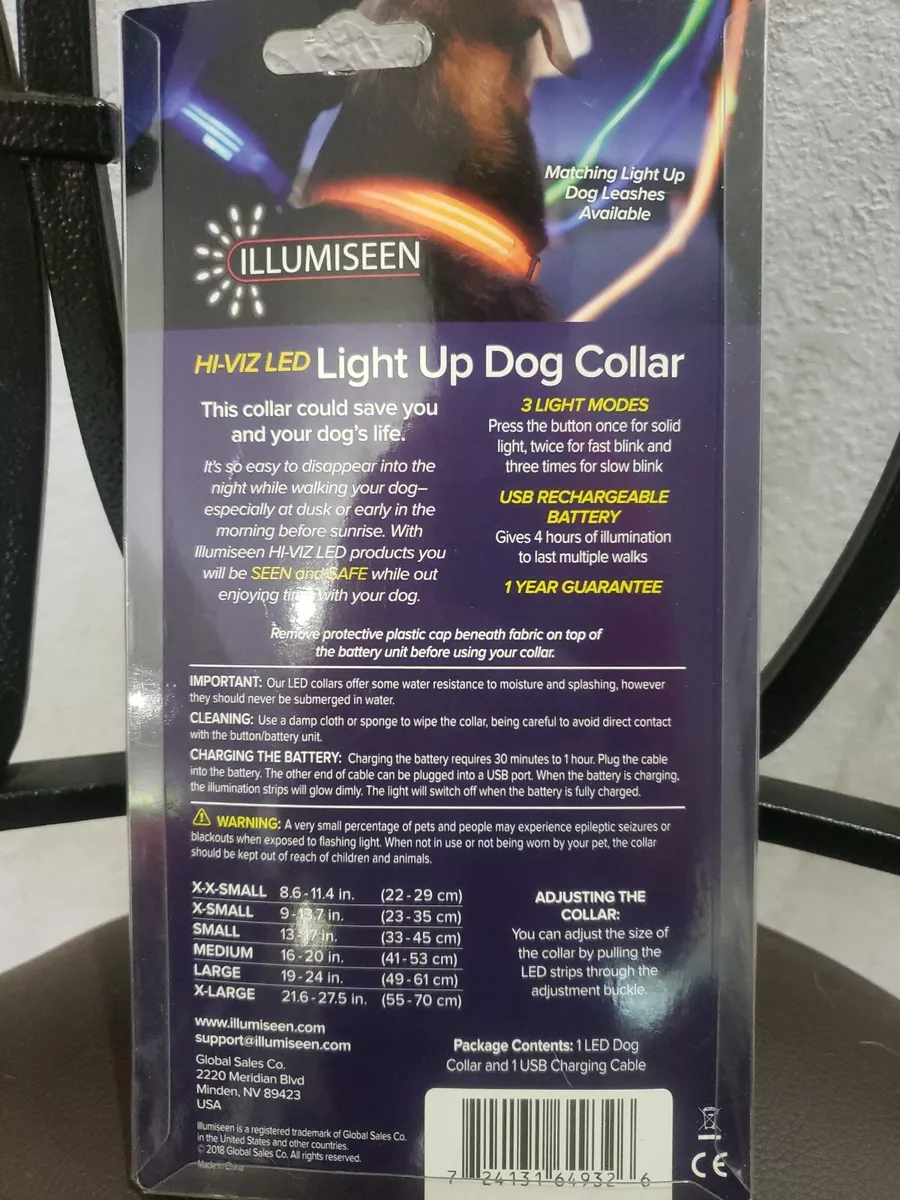 Matching Light Up
Dog Leashes
Available
ILLUMISEEN
HI-VIZ LED Light Up Dog Collar
This collar could save you
and your dog's life.
It's so easy to disappear into the
night while walking your dog–
especially at dusk or early in the
morning before sunrise. With
Illumiseen HI-VIZ LED products you
will be SEEN and SAFE while out
enjoying time with your dog.
3 LIGHT MODES
Press the button once for solid
light, twice for fast blink and
three times for slow blink
USB RECHARGEABLE
BATTERY
Gives 4 hours of illumination
to last multiple walks
1 YEAR GUARANTEE
Remove protective plastic cap beneath fabric on top of
the battery unit before using your collar.
IMPORTANT: Our LED collars offer some water resistance to moisture and splashing, however
they should never be submerged in water.
CLEANING: Use a damp cloth or sponge to wipe the collar, being careful to avoid direct contact
with the button/battery unit.
CHARGING THE BATTERY: Charging the battery requires 30 minutes to 1 hour. Plug the cable
into the battery. The other end of cable can be plugged into a USB port. When the battery is charging,
the illumination strips will glow dimly. The light will switch off when the battery is fully charged.
WARNING: A very small percentage of pets and people may experience epileptic seizures or
blackouts when exposed to flashing light. When not in use or not being worn by your pet, the collar
should be kept out of reach of children and animals.
X-X-SMALL 8.6-11.4 in. (22-29 cm)
X-SMALL 9-13.7 in. (23-35 cm)
SMALL 13-17 in. (33-45 cm)
MEDIUM 16-20 in. (41-53 cm)
LARGE 19-24 in. (49-61 cm)
X-LARGE 21.6-27.5 in. (55-70 cm)
ADJUSTING THE
COLLAR:
You can adjust the size of
the collar by pulling the
LED strips through the
adjustment buckle.
www.illumiseen.com
support@illumiseen.com
Global Sales Co.
2220 Meridian Blvd
Minden, NV 89423
USA
Package Contents: 1 LED Dog
Collar and 1 USB Charging Cable
Illumiseen is a registered trademark of Global Sales Co.
in the United States and other countries.
© 2018 Global Sales Co. All rights reserved.
Made in China
7 24131 64932 6
CE